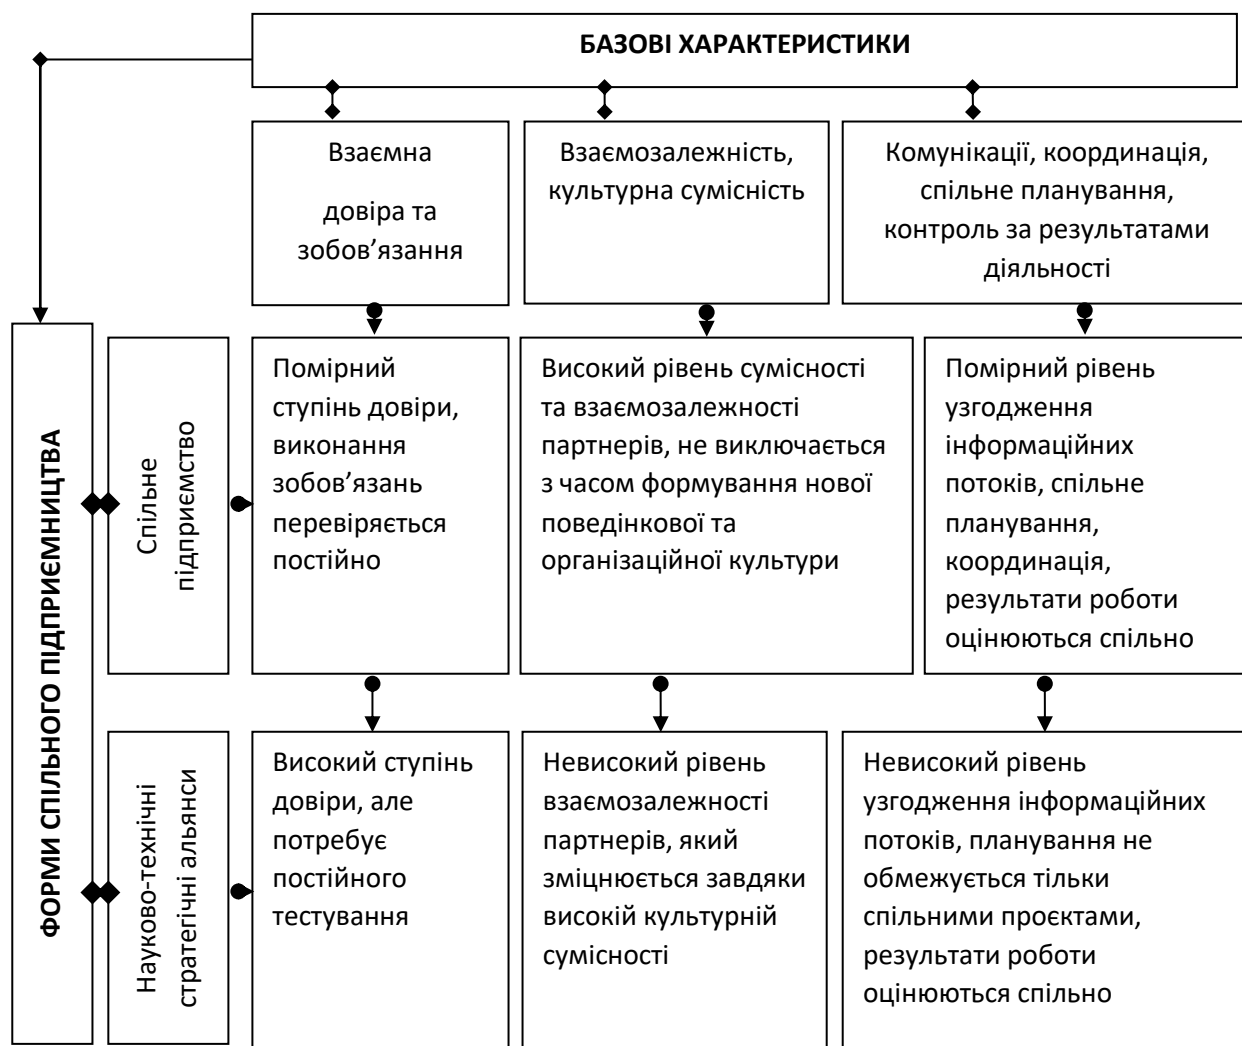 БАЗОВІ ХАРАКТЕРИСТИКИ
Взаємна
довіра та
зобов’язання
Взаємозалежність,
культурна сумісність
Комунікації, координація,
спільне планування,
контроль за результатами
діяльності
ФОРМИ СПІЛЬНОГО ПІДПРИЄМНИЦТВА
Спільне
підприємство
Помірний
ступінь довіри,
виконання
зобов’язань
перевіряється
постійно
Високий рівень сумісності
та взаємозалежності
партнерів, не виключається
з часом формування нової
поведінкової та
організаційної культури
Помірний рівень
узгодження
інформаційних
потоків, спільне
планування,
координація,
результати роботи
оцінюються спільно
Науково-технічні
стратегічні альянси
Високий ступінь
довіри, але
потребує
постійного
тестування
Невисокий рівень
взаємозалежності
партнерів, який
зміцнюється завдяки
високій культурній
сумісності
Невисокий рівень
узгодження інформаційних
потоків, планування не
обмежується тільки
спільними проєктами,
результати роботи
оцінюються спільно